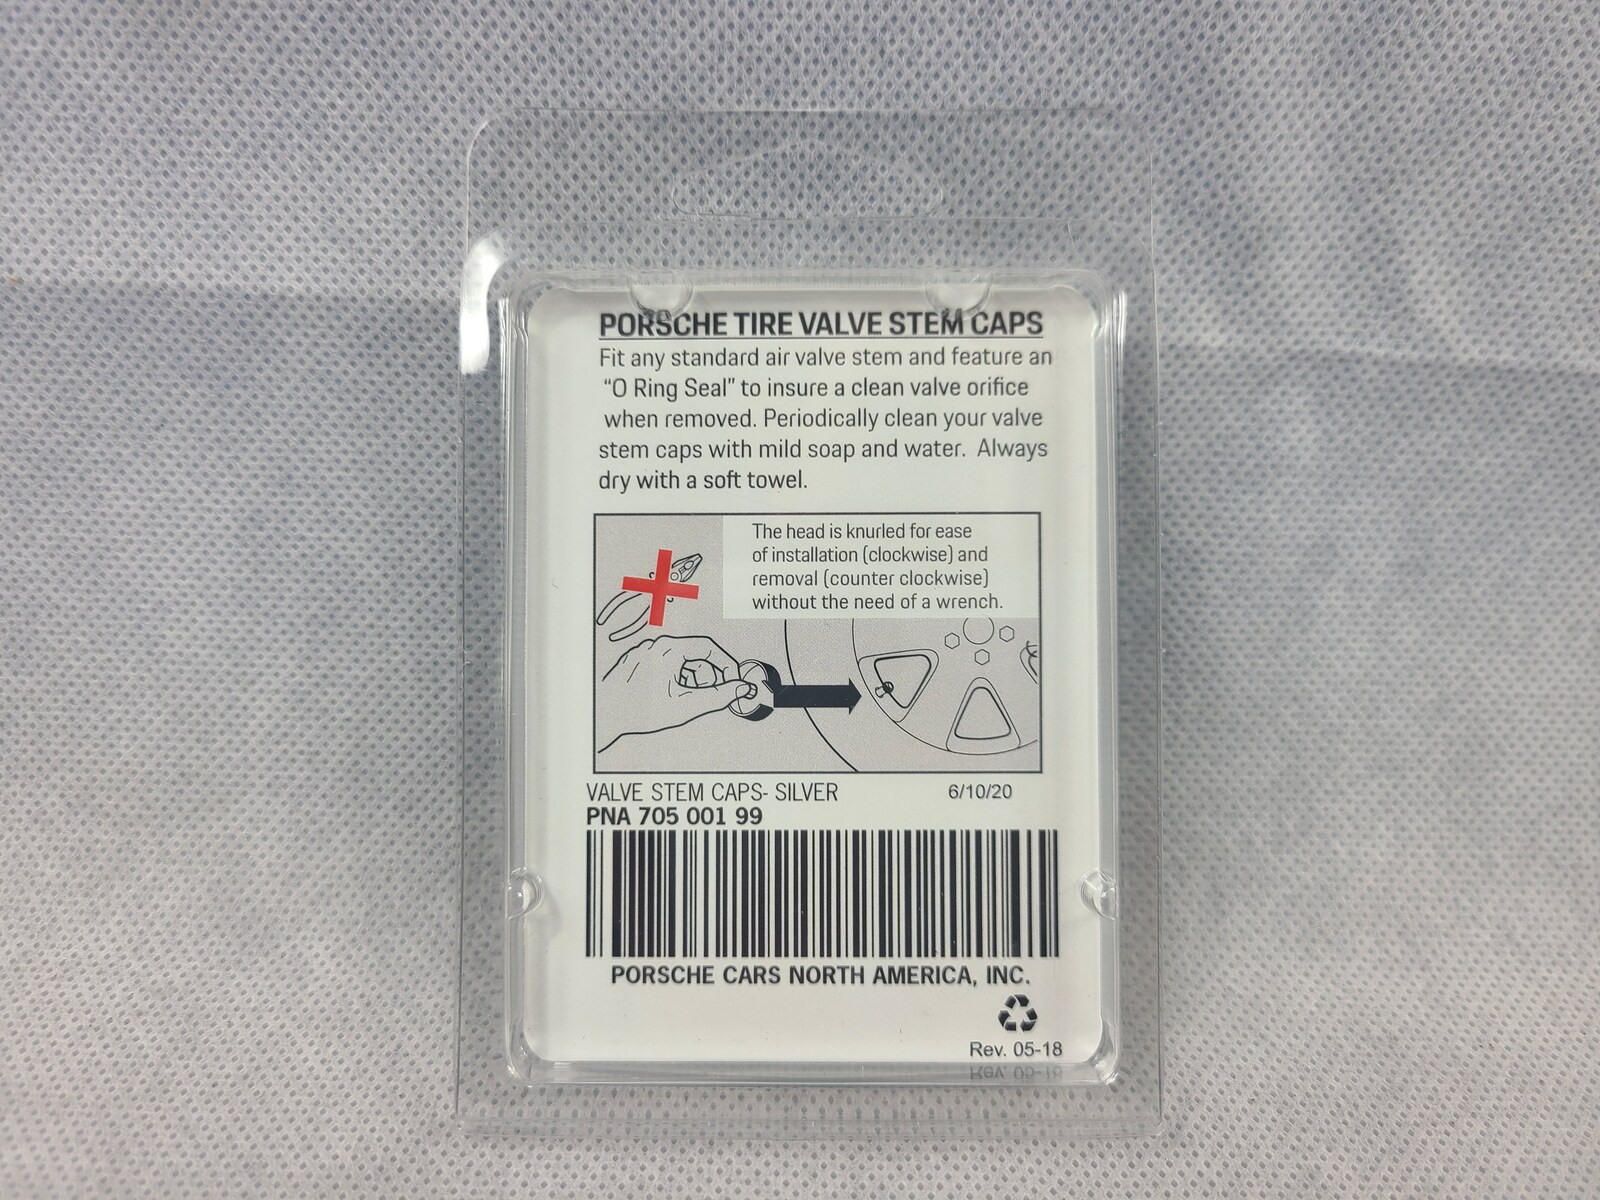 PORSCHE TIRE VALVE STEM CAPS
Fit any standard air valve stem and feature an
“O Ring Seal” to insure a clean valve orifice
when removed. Periodically clean your valve
stem caps with mild soap and water. Always
dry with a soft towel.
The head is knurled for ease
of installation (clockwise) and
removal (counter clockwise)
without the need of a wrench.
VALVE STEM CAPS- SILVER 6/10/20
PNA 705 001 99
PORSCHE CARS NORTH AMERICA, INC.
Rev. 05-18